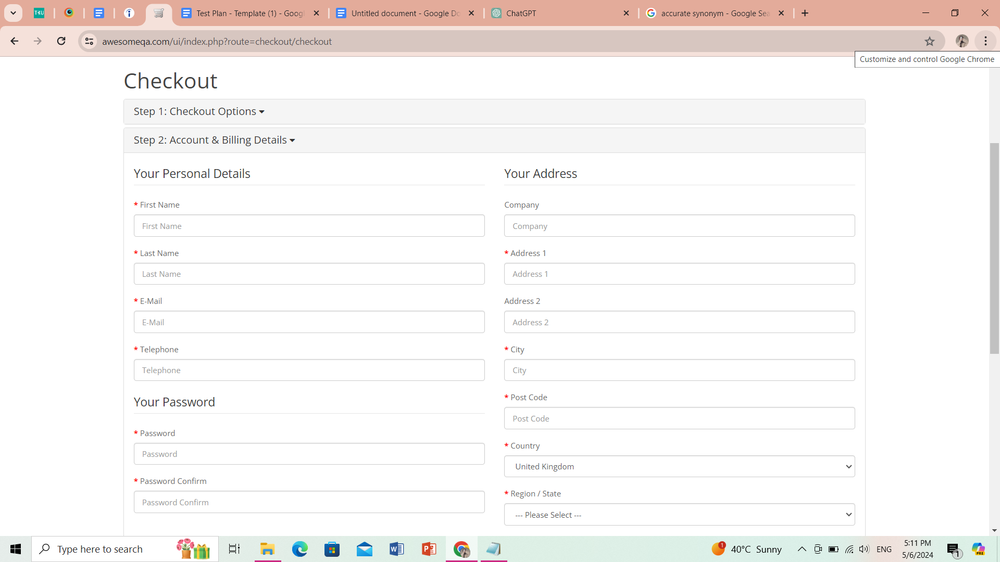 TKU
Test Plan - Template (1) - Goog
Untitled document - Google Do
ChatGPT
accurate synonym - Google Sea
awesomeqa.com/ui/index.php?route=checkout/checkout
Customize and control Google Chrome
Checkout
Step 1: Checkout Options
Step 2: Account & Billing Details
Your Personal Details
* First Name
First Name
* Last Name
Last Name
* E-Mail
E-Mail
* Telephone
Telephone
Your Password
* Password
Password
* Password Confirm
Password Confirm
Your Address
Company
Company
* Address 1
Address 1
Address 2
Address 2
* City
City
* Post Code
Post Code
* Country
United Kingdom
* Region / State
--- Please Select ---
Type here to search
1
40°C Sunny
ENG
5:11 PM
5/6/2024
1
PRE